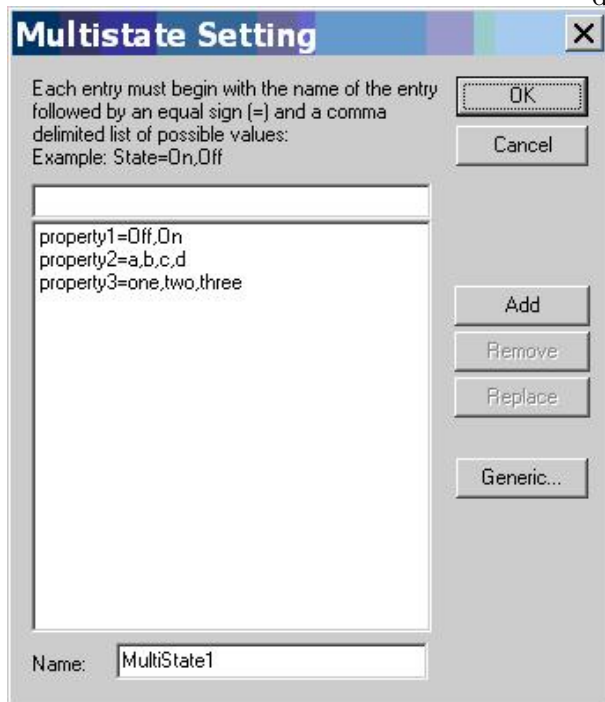 Multistate Setting
Each entry must begin with the name of the entry
followed by an equal sign (=) and a comma
delimited list of possible values:
Example: State=On,Off
OK
Cancel
property1=Off,On
property2=a,b,c,d
property3=one,two,three
Add
Remove
Replace
Generic...
Name: MultiState1